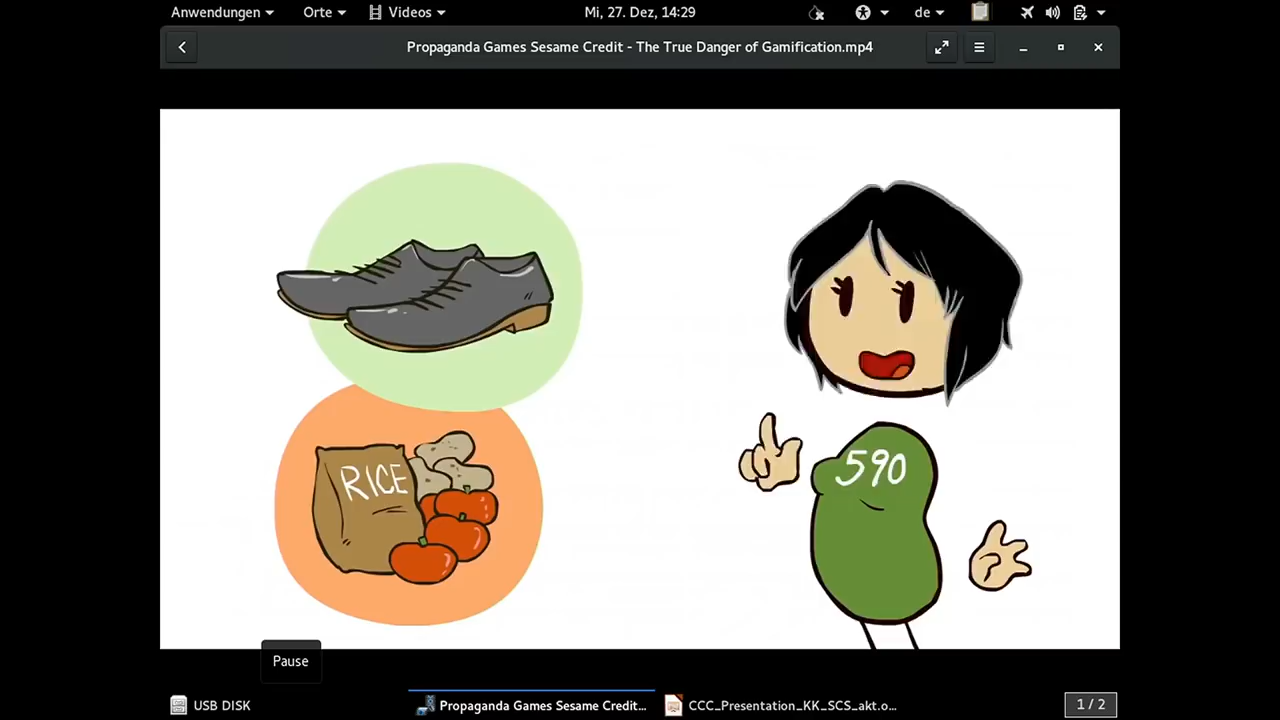 Anwendungen Orte Videos Mi, 27. Dez, 14:29 de
Propaganda Games Sesame Credit - The True Danger of Gamification.mp4
590
RICE
Pause
USB DISK Propaganda Games Sesame Credit... CCC_Presentation_KK_SCS_akt.o... 1 / 2